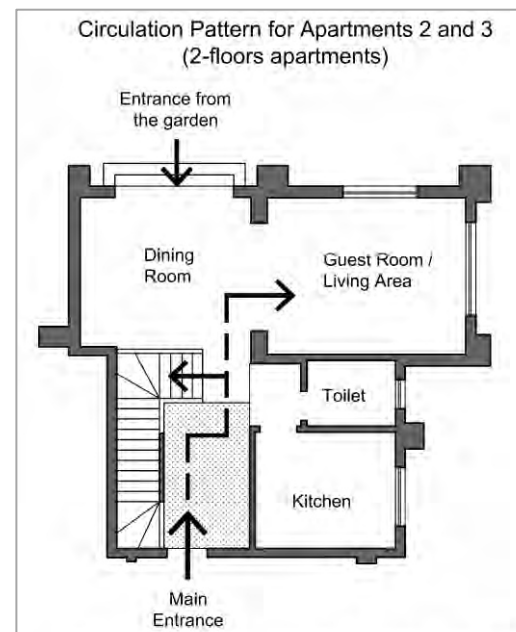 Circulation Pattern for Apartments 2 and 3
(2-floors apartments)
Entrance from
the garden
Dining
Room
Guest Room /
Living Area
Toilet
Kitchen
Main
Entrance